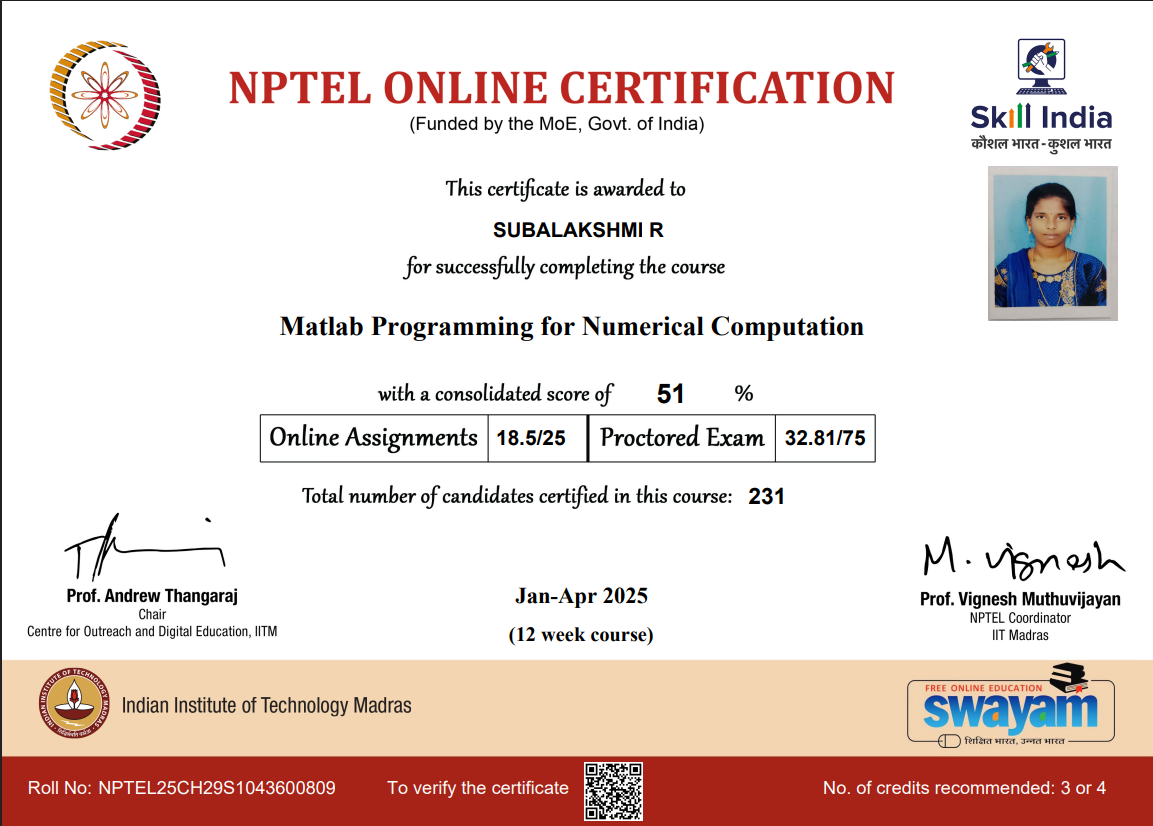 NPTEL ONLINE CERTIFICATION
(Funded by the MoE, Govt. of India)
Skill India
कौशल भारत - कुशल भारत
This certificate is awarded to
SUBALAKSHMI R
for successfully completing the course
Matlab Programming for Numerical Computation
with a consolidated score of 51 %
Online Assignments 18.5/25 Proctored Exam 32.81/75
Total number of candidates certified in this course: 231
M. Vignesh
Prof. Andrew Thangaraj
Chair
Centre for Outreach and Digital Education, IITM
Jan-Apr 2025
(12 week course)
Prof. Vignesh Muthuvijayan
NPTEL Coordinator
IIT Madras
INDIAN INSTITUTE OF TECHNOLOGY MADRAS
Indian Institute of Technology Madras
FREE ONLINE EDUCATION
swayam
शिक्षित भारत, उन्नत भारत
Roll No: NPTEL25CH29S1043600809
To verify the certificate
No. of credits recommended: 3 or 4